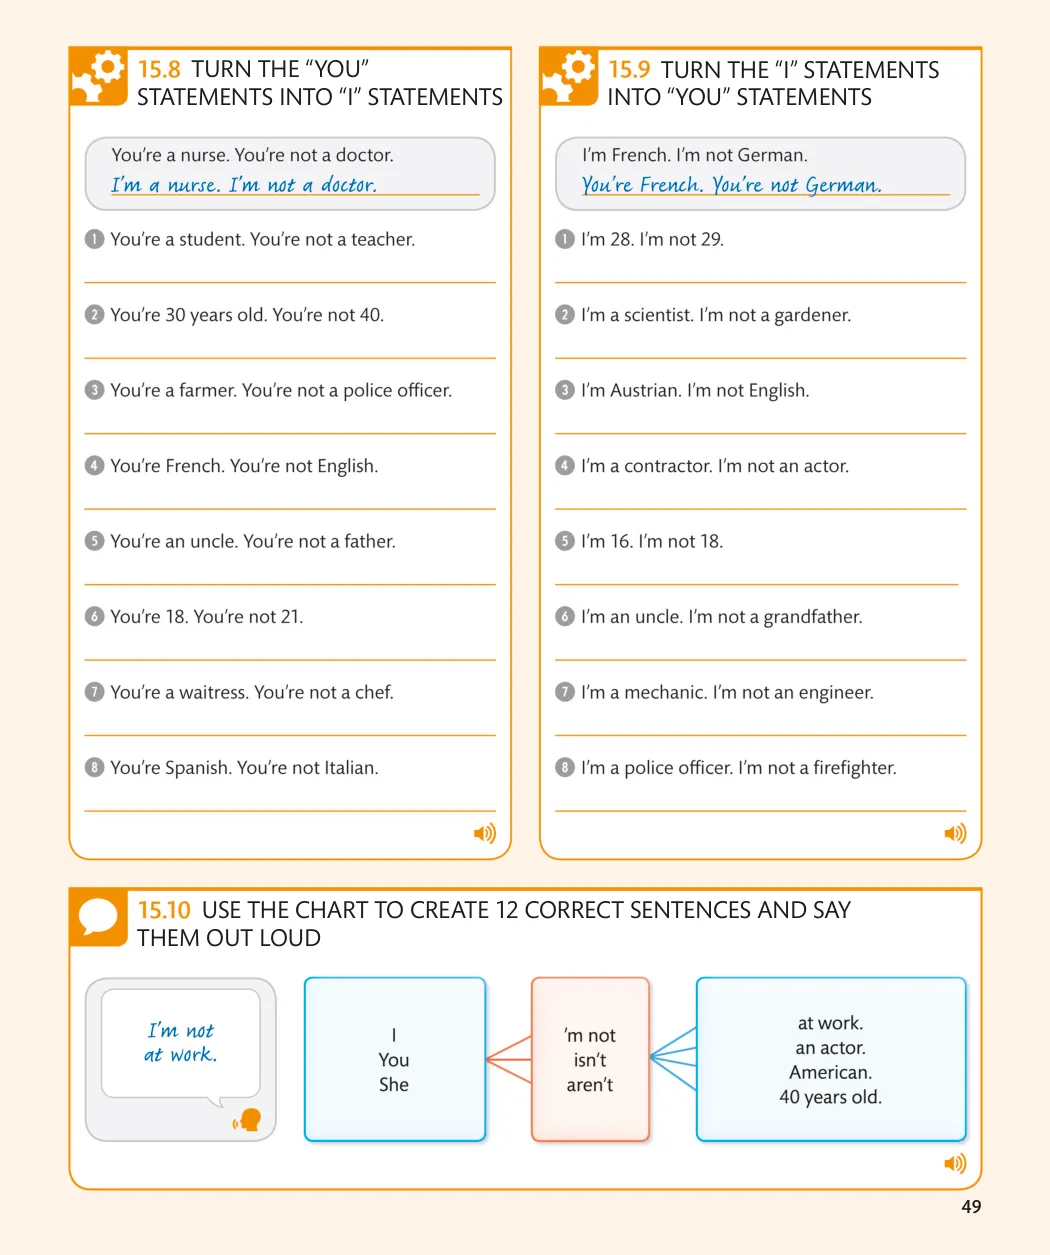 15.8 TURN THE “YOU”
STATEMENTS INTO “I” STATEMENTS
You’re a nurse. You’re not a doctor.
I’m a nurse. I’m not a doctor.
1 You’re a student. You’re not a teacher.
2 You’re 30 years old. You’re not 40.
3 You’re a farmer. You’re not a police officer.
4 You’re French. You’re not English.
5 You’re an uncle. You’re not a father.
6 You’re 18. You’re not 21.
7 You’re a waitress. You’re not a chef.
8 You’re Spanish. You’re not Italian.
15.9 TURN THE “I” STATEMENTS
INTO “YOU” STATEMENTS
I’m French. I’m not German.
You’re French. You’re not German.
1 I’m 28. I’m not 29.
2 I’m a scientist. I’m not a gardener.
3 I’m Austrian. I’m not English.
4 I’m a contractor. I’m not an actor.
5 I’m 16. I’m not 18.
6 I’m an uncle. I’m not a grandfather.
7 I’m a mechanic. I’m not an engineer.
8 I’m a police officer. I’m not a firefighter.
15.10 USE THE CHART TO CREATE 12 CORRECT SENTENCES AND SAY
THEM OUT LOUD
I’m not
at work.
I
You
She
’m not
isn’t
aren’t
at work.
an actor.
American.
40 years old.
49